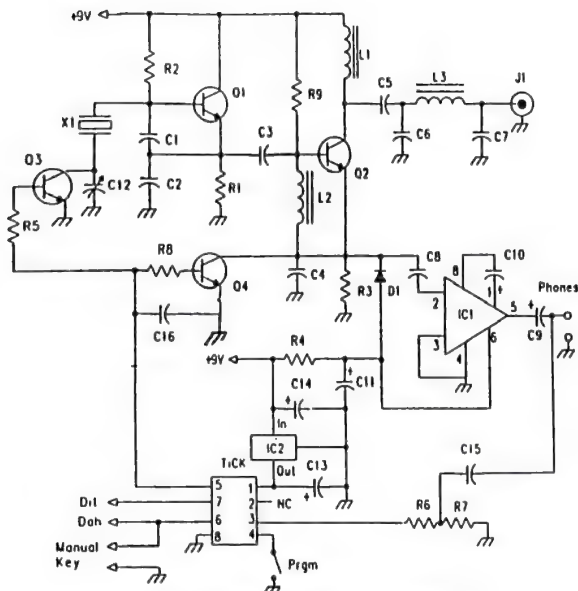 +9V
L1
R2
Q1
R9
C5
L3
J1
X1
C1
C3
C6
C7
Q3
C12
C2
R1
Q2
L2
R5
R8
Q4
C4
R3
D1
C8
8
C10
1
+
2
IC1
5
+
Phones
3
4
6
C9
C16
R4
+9V
+
C11
+
C14
In
IC2
Out
C13
+
C15
TiCK
5
1
Dit
7
2
NC
Dah
6
3
R6
R7
8
4
Manual
Key
Prgm